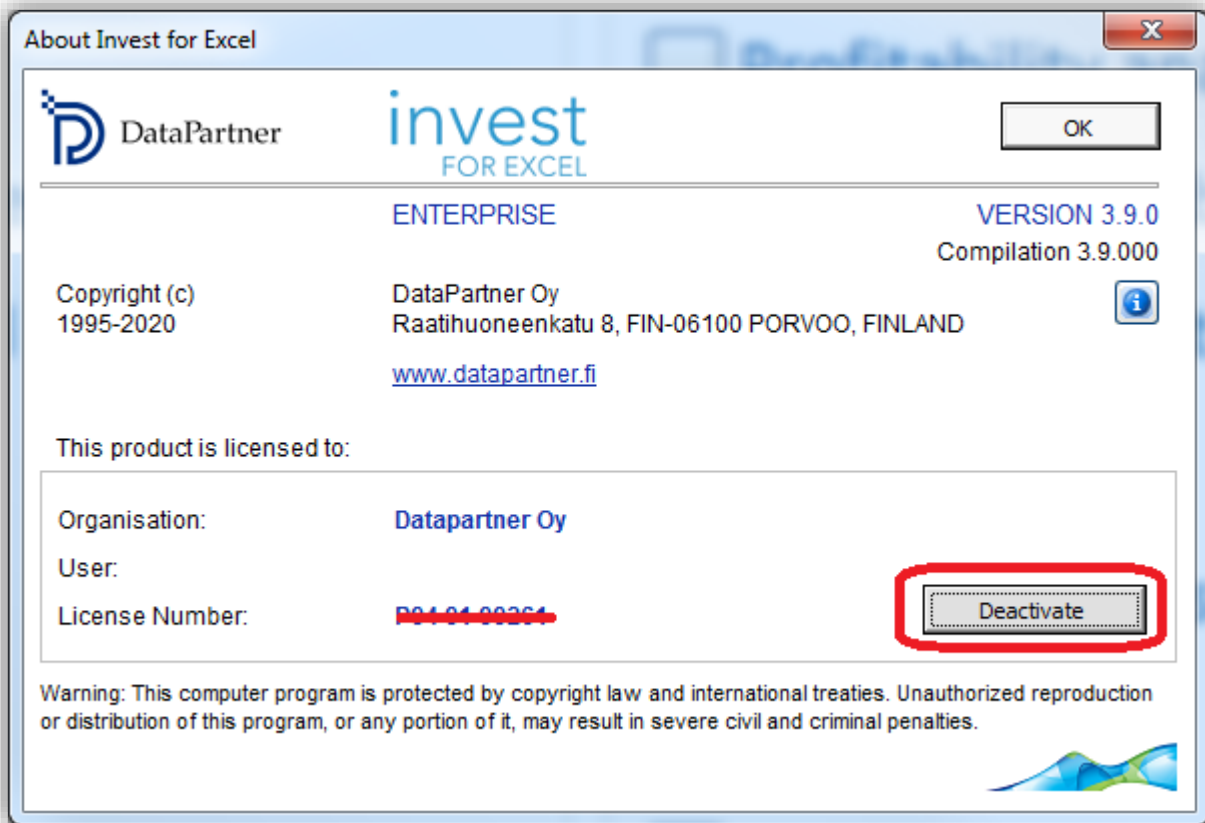 About Invest for Excel
DataPartner
invest
FOR EXCEL
OK
ENTERPRISE
VERSION 3.9.0
Compilation 3.9.000
Copyright (c)
1995-2020
DataPartner Oy
Raatihuoneenkatu 8, FIN-06100 PORVOO, FINLAND
www.datapartner.fi
This product is licensed to:
Organisation:
Datapartner Oy
User:
License Number:
Deactivate
Warning: This computer program is protected by copyright law and international treaties. Unauthorized reproduction
or distribution of this program, or any portion of it, may result in severe civil and criminal penalties.